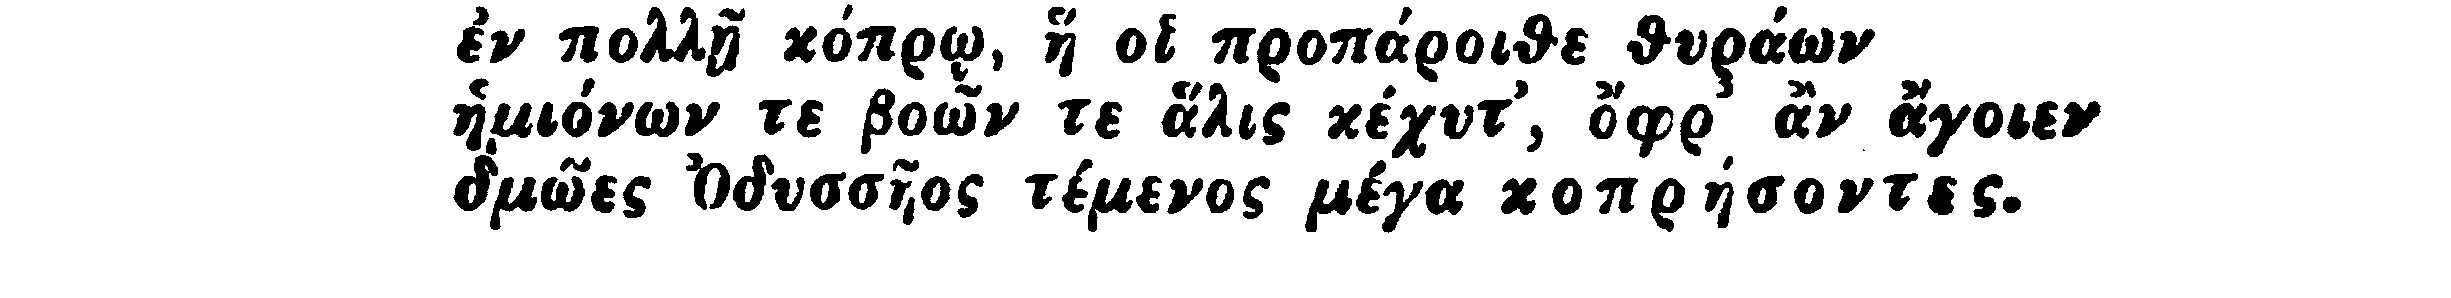 ἐν πολλῇ κόπρῳ, ἥ οἱ προπάροιθε θυράων
ἡμιόνων τε βοῶν τε ἅλις κέχυτ’, ὄφρ’ ἂν ἄγοιεν
δμῶες Ὀδυσσῆος τέμενος μέγα κοπρήσοντες.